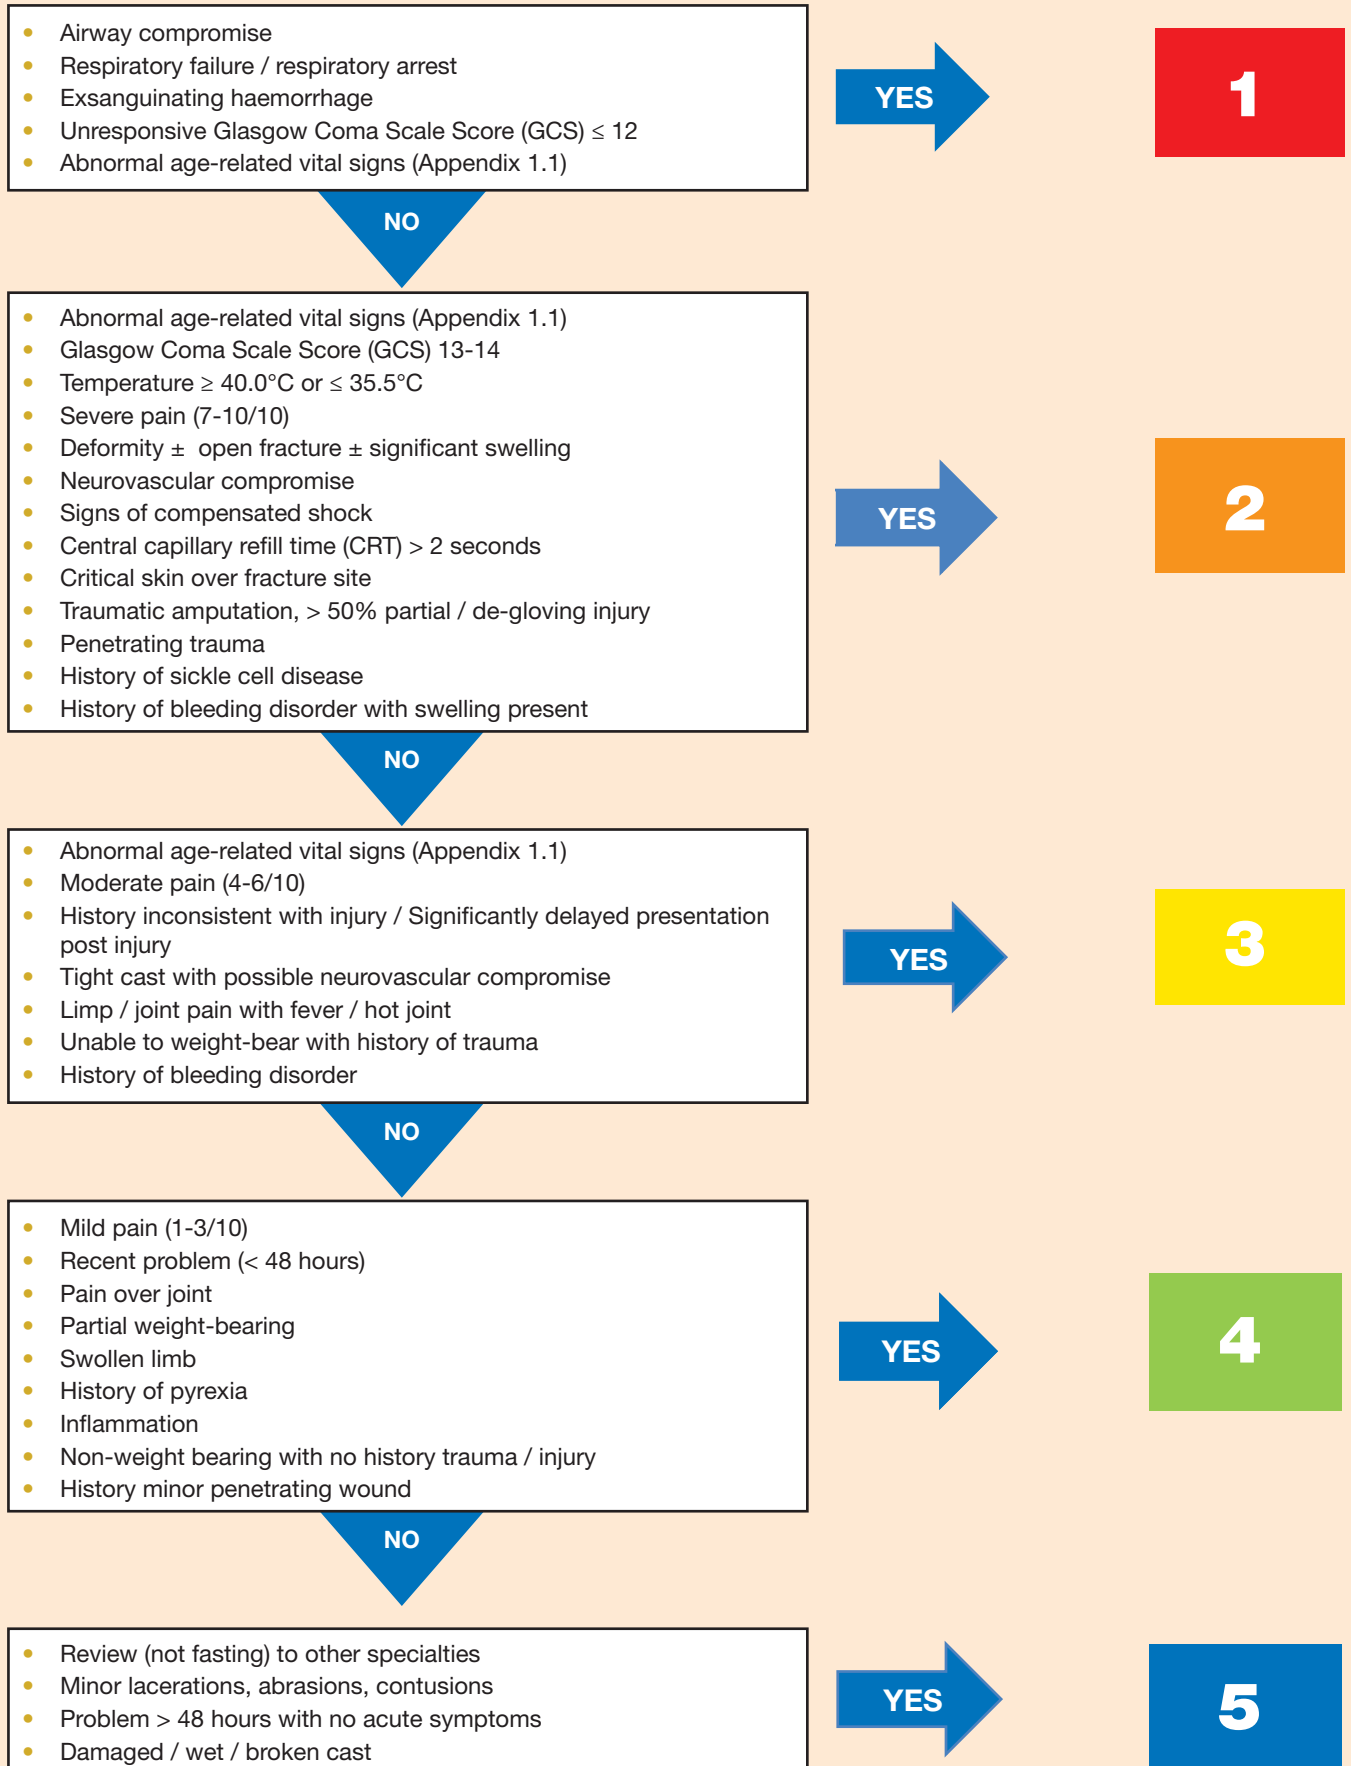 • Airway compromise
• Respiratory failure / respiratory arrest
• Exsanguinating haemorrhage
• Unresponsive Glasgow Coma Scale Score (GCS) ≤ 12
• Abnormal age-related vital signs (Appendix 1.1)
YES
1
NO
• Abnormal age-related vital signs (Appendix 1.1)
• Glasgow Coma Scale Score (GCS) 13-14
• Temperature ≥ 40.0°C or ≤ 35.5°C
• Severe pain (7-10/10)
• Deformity ± open fracture ± significant swelling
• Neurovascular compromise
• Signs of compensated shock
• Central capillary refill time (CRT) > 2 seconds
• Critical skin over fracture site
• Traumatic amputation, > 50% partial / de-gloving injury
• Penetrating trauma
• History of sickle cell disease
• History of bleeding disorder with swelling present
YES
2
NO
• Abnormal age-related vital signs (Appendix 1.1)
• Moderate pain (4-6/10)
• History inconsistent with injury / Significantly delayed presentation
post injury
• Tight cast with possible neurovascular compromise
• Limp / joint pain with fever / hot joint
• Unable to weight-bear with history of trauma
• History of bleeding disorder
YES
3
NO
• Mild pain (1-3/10)
• Recent problem (< 48 hours)
• Pain over joint
• Partial weight-bearing
• Swollen limb
• History of pyrexia
• Inflammation
• Non-weight bearing with no history trauma / injury
• History minor penetrating wound
YES
4
NO
• Review (not fasting) to other specialties
• Minor lacerations, abrasions, contusions
• Problem > 48 hours with no acute symptoms
• Damaged / wet / broken cast
YES
5